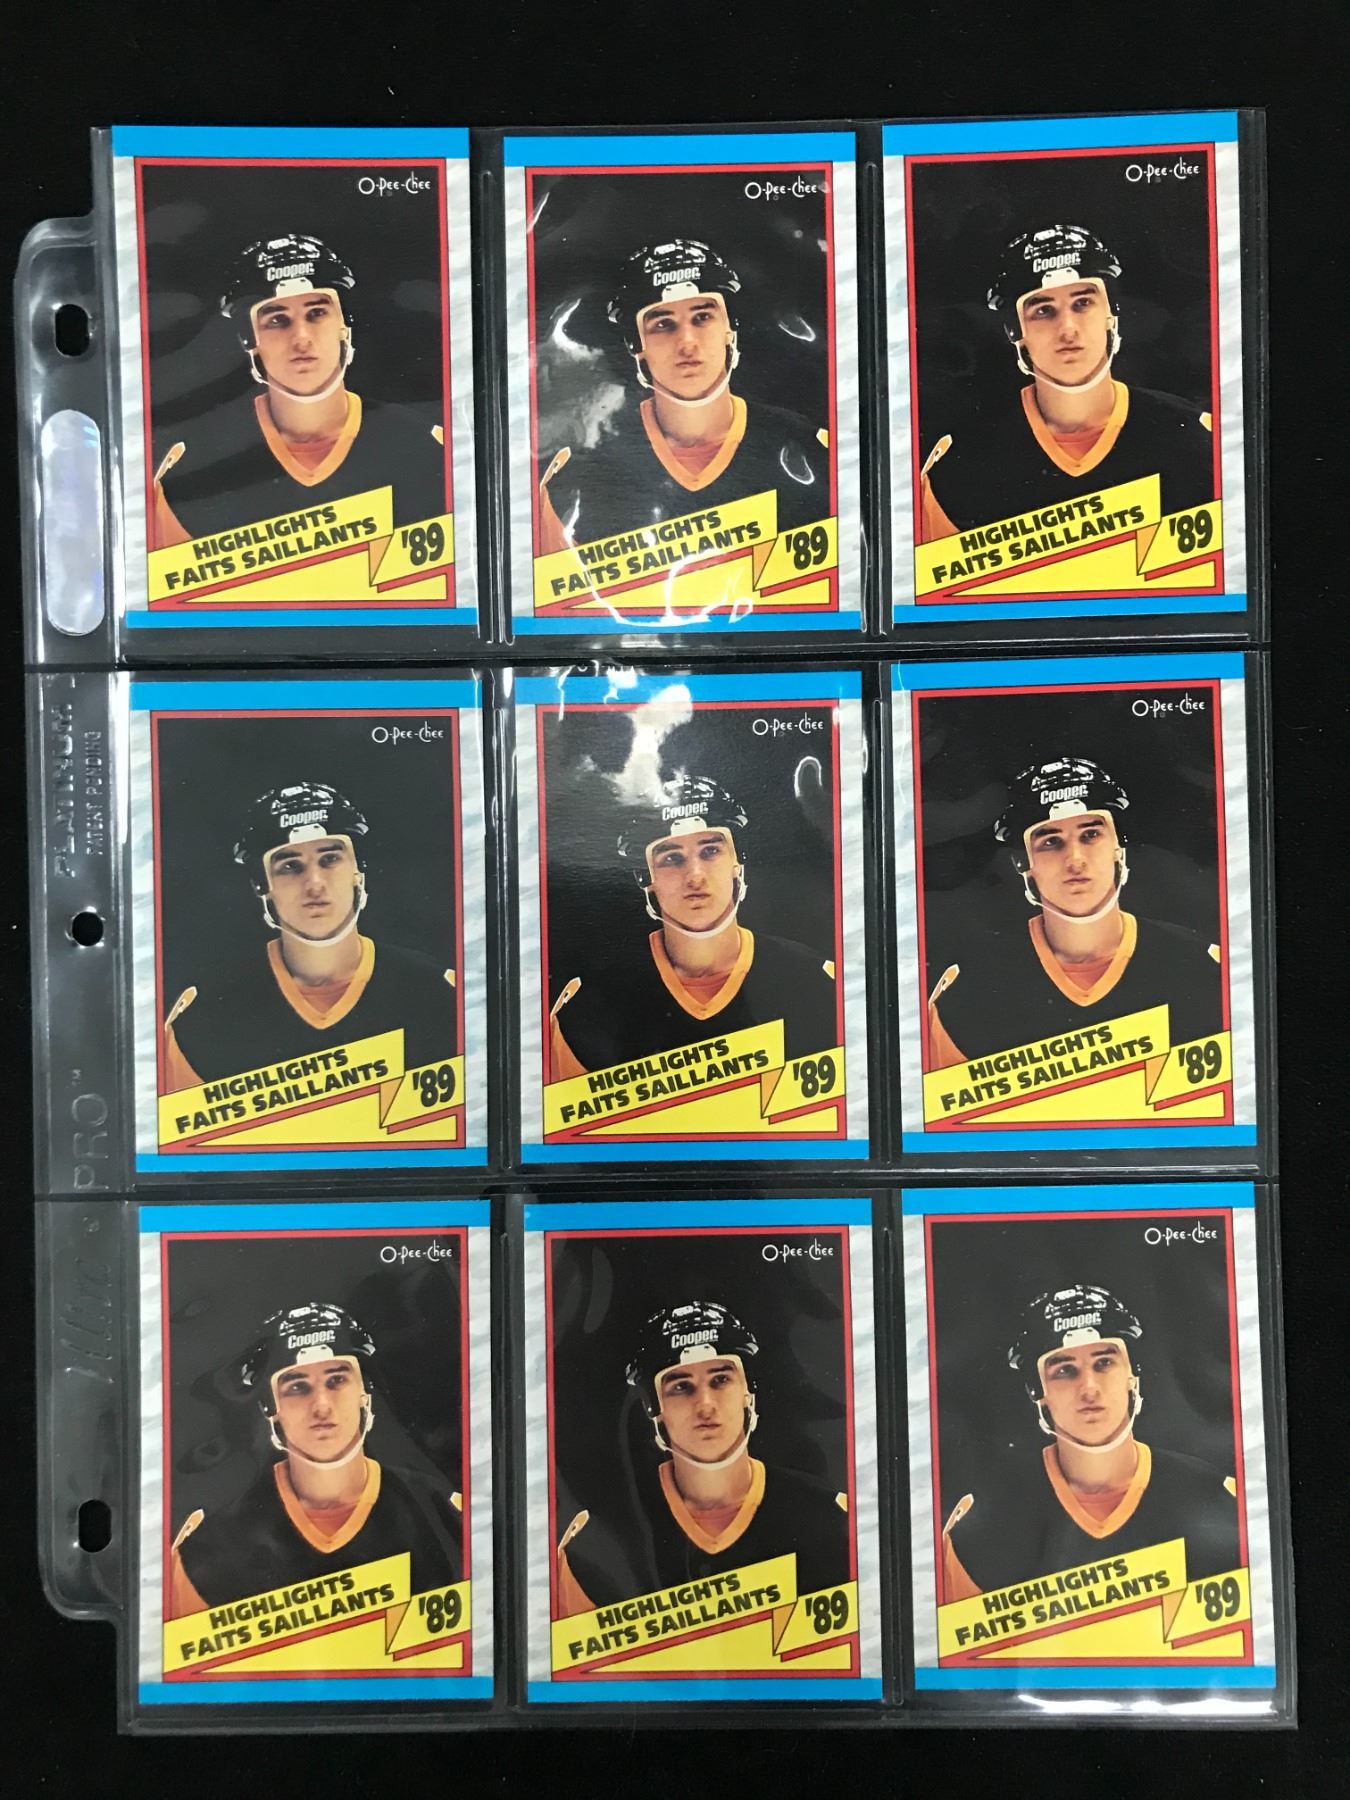 O-Pee-Chee
Cooper
HIGHLIGHTS
FAITS SAILLANTS
'89
O-Pee-Chee
Cooper
HIGHLIGHTS
FAITS SAILLANTS
'89
O-Pee-Chee
Cooper
HIGHLIGHTS
FAITS SAILLANTS
'89
O-Pee-Chee
Cooper
HIGHLIGHTS
FAITS SAILLANTS
'89
O-Pee-Chee
Cooper
HIGHLIGHTS
FAITS SAILLANTS
'89
O-Pee-Chee
Cooper
HIGHLIGHTS
FAITS SAILLANTS
'89
O-Pee-Chee
Cooper
HIGHLIGHTS
FAITS SAILLANTS
'89
O-Pee-Chee
Cooper
HIGHLIGHTS
FAITS SAILLANTS
'89
O-Pee-Chee
Cooper
HIGHLIGHTS
FAITS SAILLANTS
'89
Ultra • PRO™ PLATINUM
PATENT PENDING